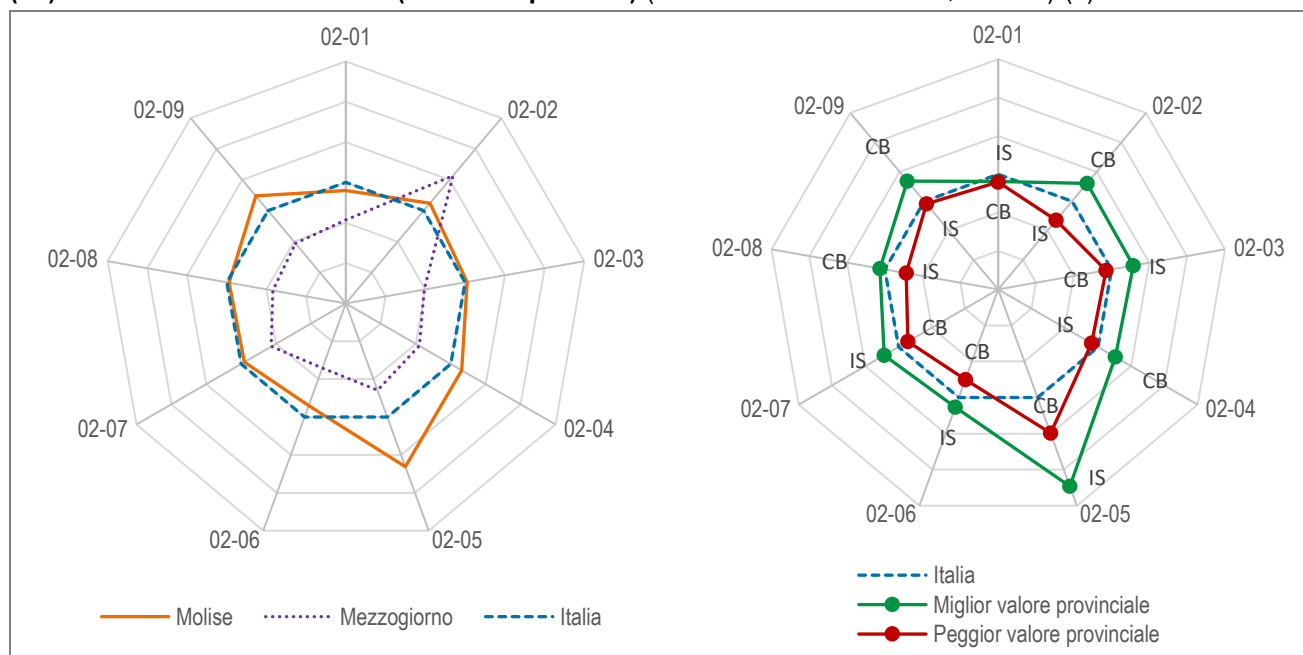 02-01
02-02
02-03
02-04
02-05
02-06
02-07
02-08
02-09
Molise
Mezzogiorno
Italia
02-01
02-02
02-03
02-04
02-05
02-06
02-07
02-08
02-09
IS
CB
CB
IS
IS
CB
CB
IS
IS
CB
IS
CB
IS
CB
CB
IS
CB
IS
Italia
Miglior valore provinciale
Peggior valore provinciale